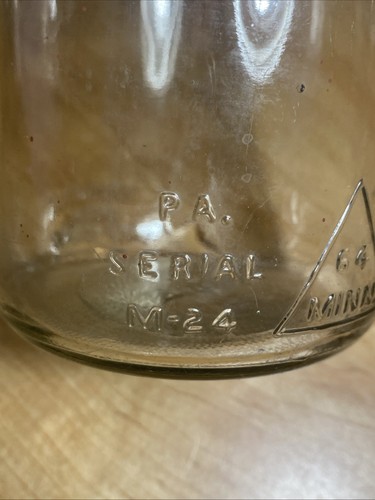 PA.
SERIAL
M-24
64
MINN